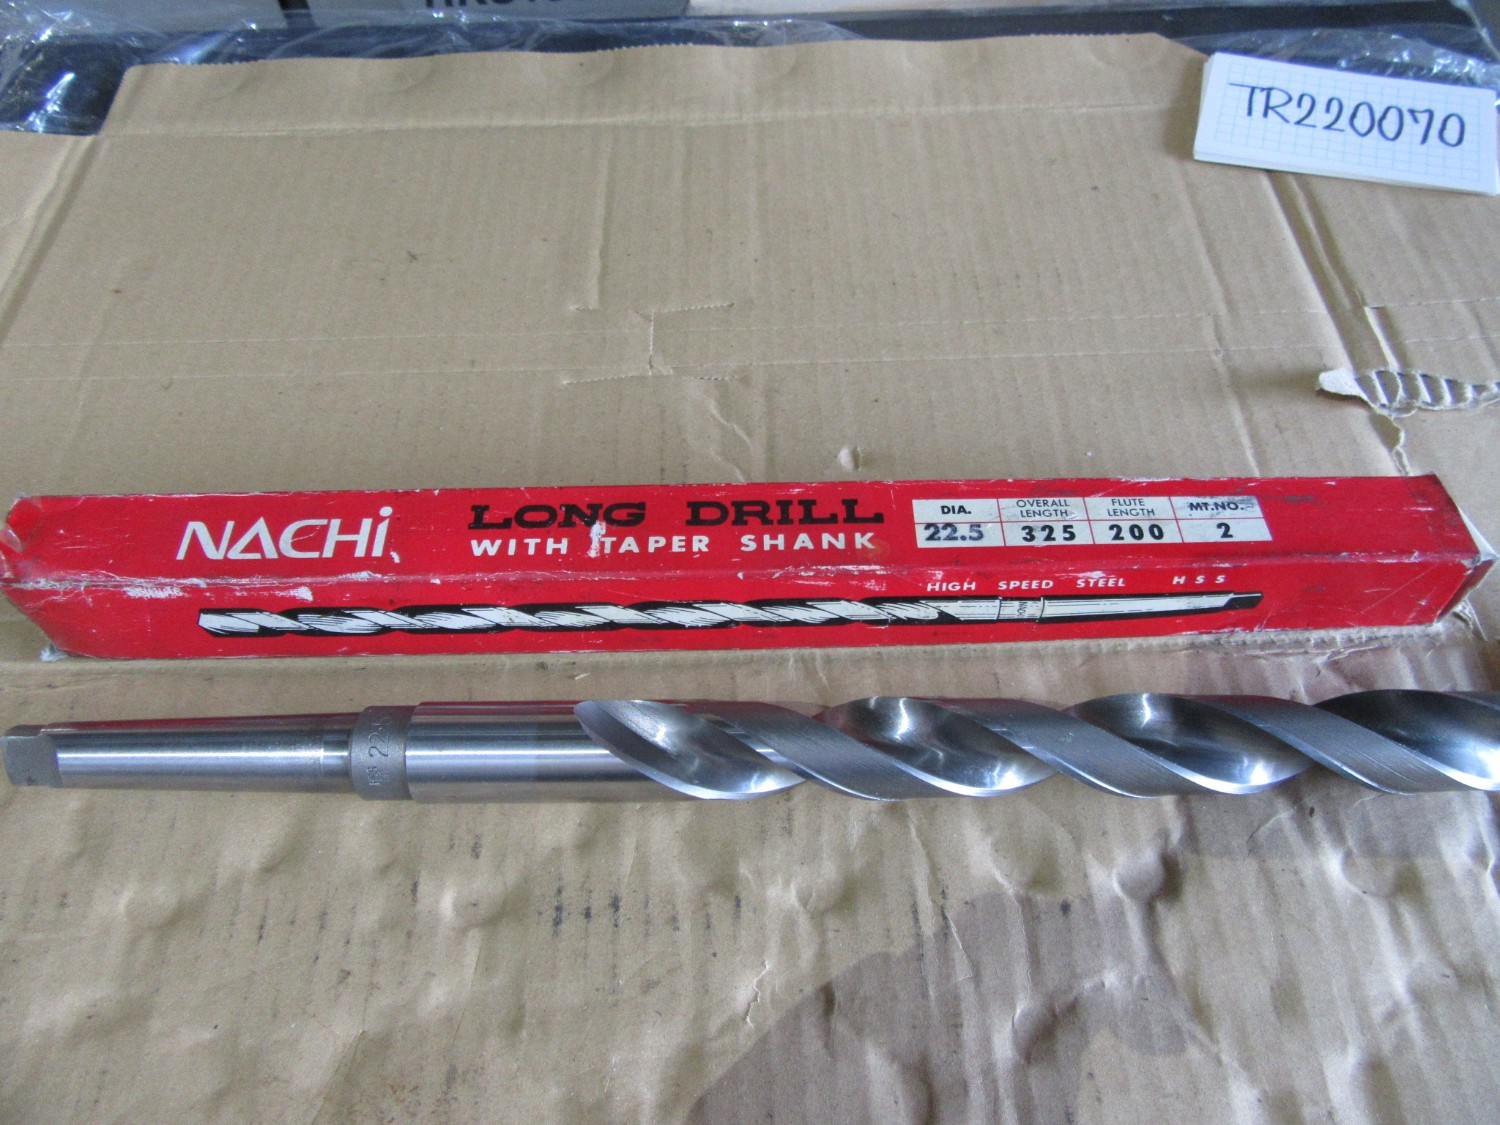 TR220070
NACHi
LONG DRILL
WITH TAPER SHANK
DIA. OVERALL LENGTH FLUTE LENGTH MT.NO.
22.5 325 200 2
HIGH SPEED STEEL HSS